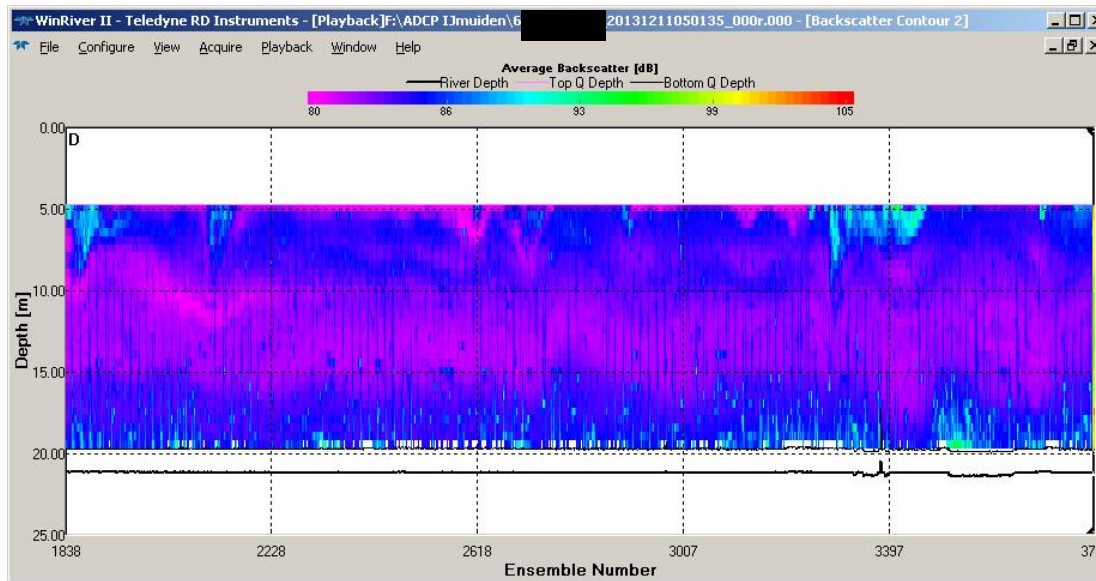 WinRiver II - Teledyne RD Instruments - [Playback]F:\ADCP IJmuiden\6 20131211050135_000r.000 - [Backscatter Contour 2]
File Configure View Acquire Playback Window Help
Average Backscatter [dB]
River Depth Top Q Depth Bottom Q Depth
80 86 93 99 105
0.00
D
5.00
10.00
Depth [m]
15.00
20.00
25.00
1838 2228 2618 3007 3397
Ensemble Number